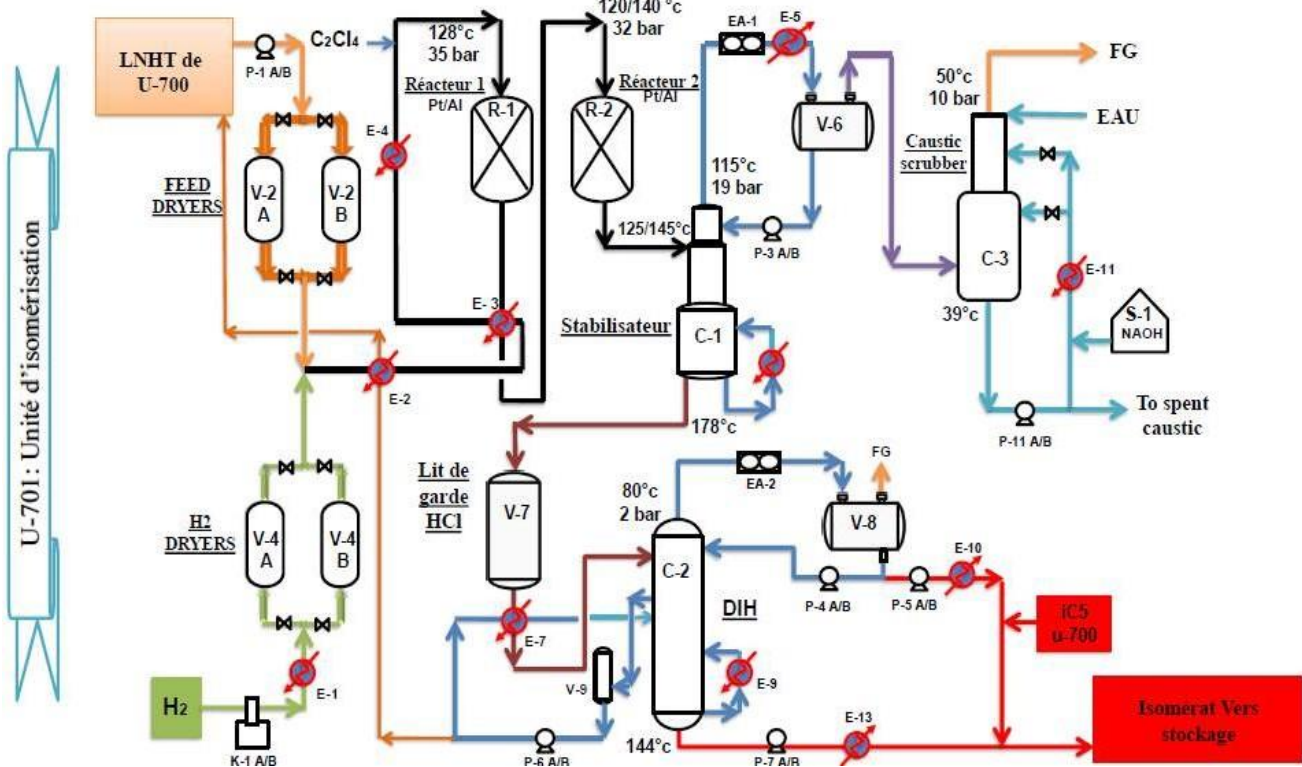 U-701: Unité d'isomérisation
LNHT de
U-700
P-1 A/B
C₂Cl₄
128°c
35 bar
Réacteur 1
Pt/Al
R-1
120/140 °c
32 bar
Réacteur 2
Pt/Al
R-2
125/145°c
EA-1
E-5
V-6
115°c
19 bar
P-3 A/B
50°c
10 bar
FG
EAU
Caustic
scrubber
C-3
39°c
E-11
S-1
NAOH
P-11 A/B
To spent
caustic
E-4
FEED
DRYERS
V-2
A
V-2
B
E- 3
E-2
Stabilisateur
C-1
178°c
Lit de
garde
HCl
V-7
H2
DRYERS
V-4
A
V-4
B
E-1
H₂
K-1 A/B
E-7
V-9
P-6 A/B
80°c
2 bar
C-2
DIH
EA-2
FG
V-8
P-4 A/B
P-5 A/B
E-10
iC5
u-700
E-9
144°c
P-7 A/B
E-13
Isomérat Vers
stockage